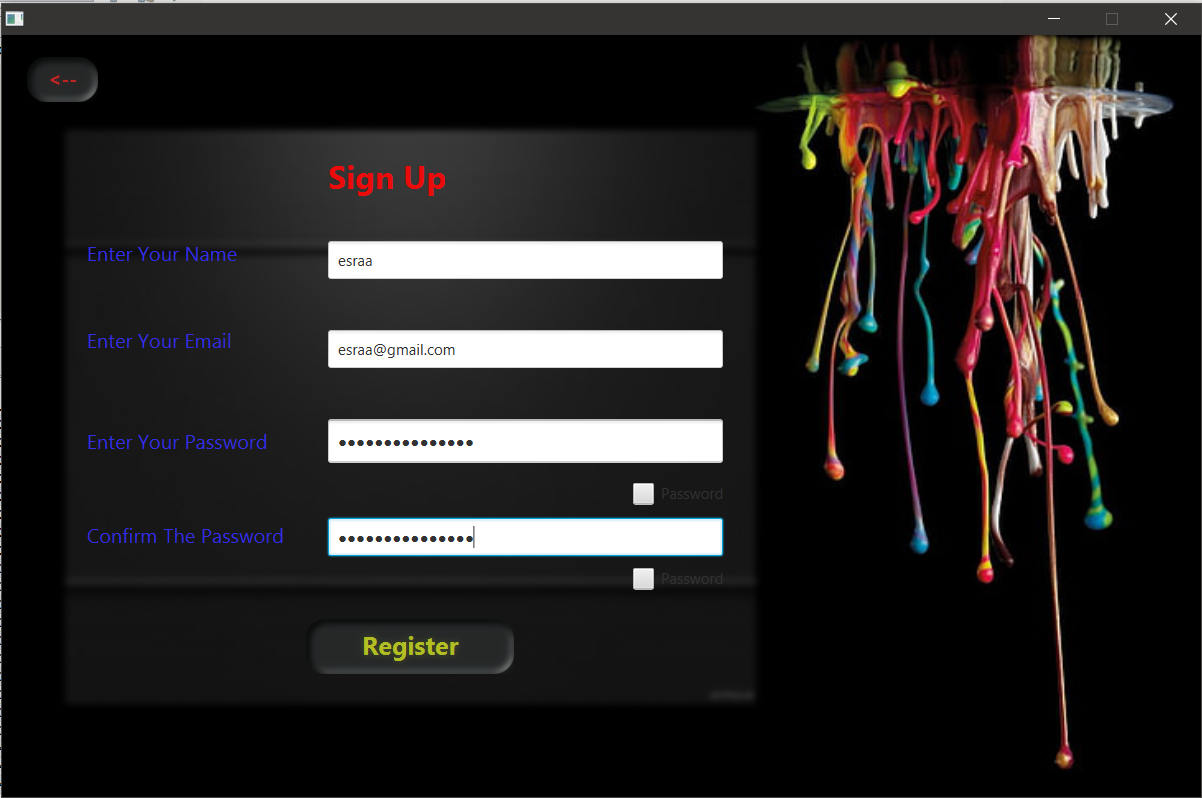 <--
Sign Up
Enter Your Name
esraa
Enter Your Email
esraa@gmail.com
Enter Your Password
•••••••••••••••
Password
Confirm The Password
•••••••••••••••
Password
Register